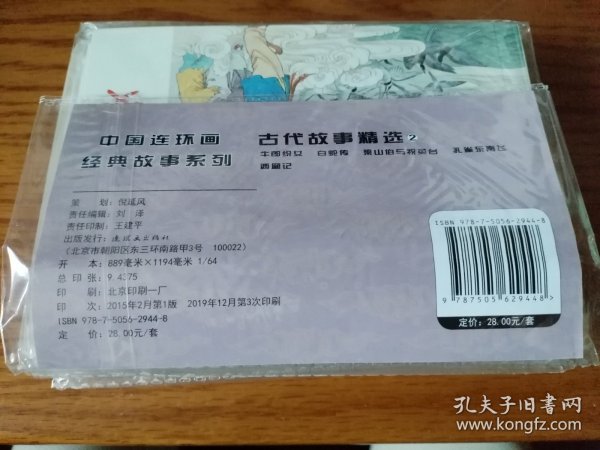 中国连环画
经典故事系列
古代故事精选2
牛郎织女 白蛇传 梁山伯与祝英台 孔雀东南飞
西厢记
策 划：倪延风
责任编辑：刘 泽
责任印制：王建平
出版发行：连环画出版社
（北京市朝阳区东三环南路甲3号 100022）
开 本：889毫米×1194毫米 1/64
总 印 张：9.4375
印 刷：北京印刷一厂
印 次：2015年2月第1版 2019年12月第3次印刷
ISBN 978-7-5056-2944-8
定 价：28.00元/套
ISBN 978-7-5056-2944-8
9 787505 629448 >
定价：28.00元/套
孔夫子旧书网
www.kongfz.com